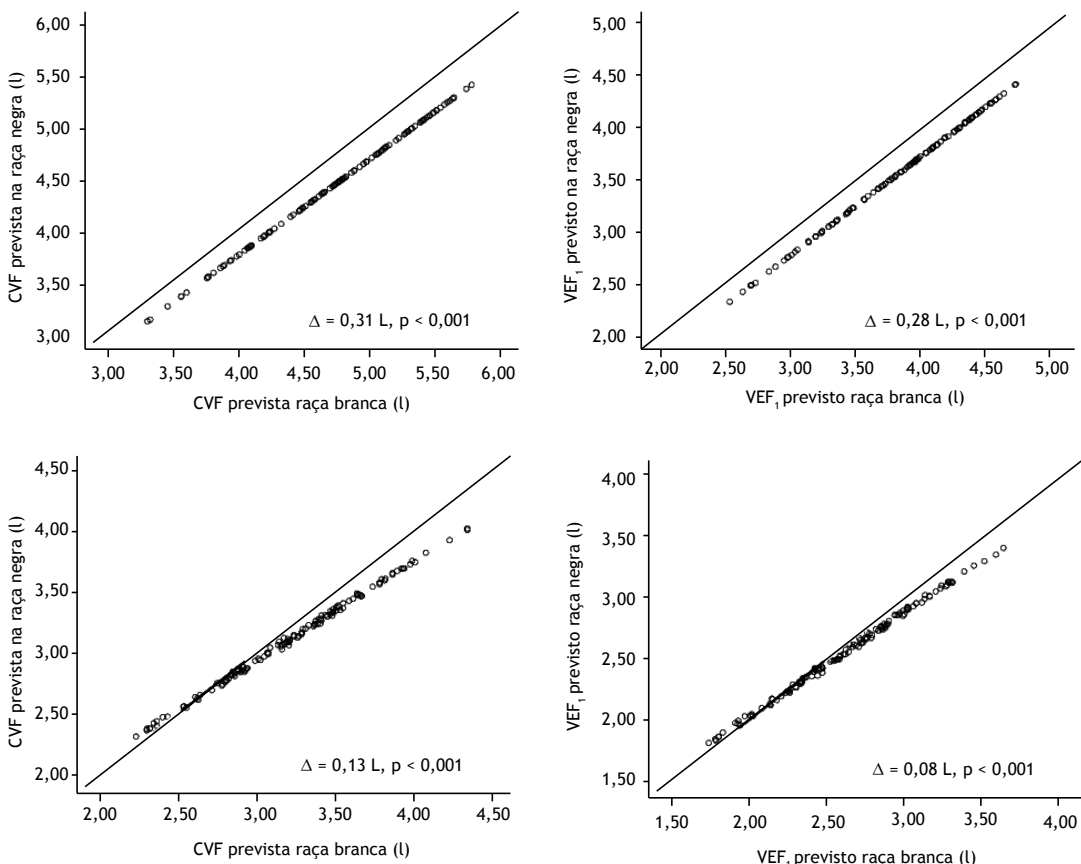 6,00
5,50
5,00
4,50
4,00
3,50
3,00
CVF prevista na raça negra (l)
Δ = 0,31 L, p < 0,001
3,00 3,50 4,00 4,50 5,00 5,50 6,00
CVF prevista raça branca (l)
5,00
4,50
4,00
3,50
3,00
2,50
2,00
VEF₁ previsto na raça negra (l)
Δ = 0,28 L, p < 0,001
2,00 2,50 3,00 3,50 4,00 4,50 5,00
VEF₁ previsto raça branca (l)
4,50
4,00
3,50
3,00
2,50
2,00
CVF prevista na raça negra (l)
Δ = 0,13 L, p < 0,001
2,00 2,50 3,00 3,50 4,00 4,50
CVF prevista raça branca (l)
4,00
3,50
3,00
2,50
2,00
1,50
VEF₁ previsto raça negra (l)
Δ = 0,08 L, p < 0,001
1,50 2,00 2,50 3,00 3,50 4,00
VEF₁ previsto raça branca (l)